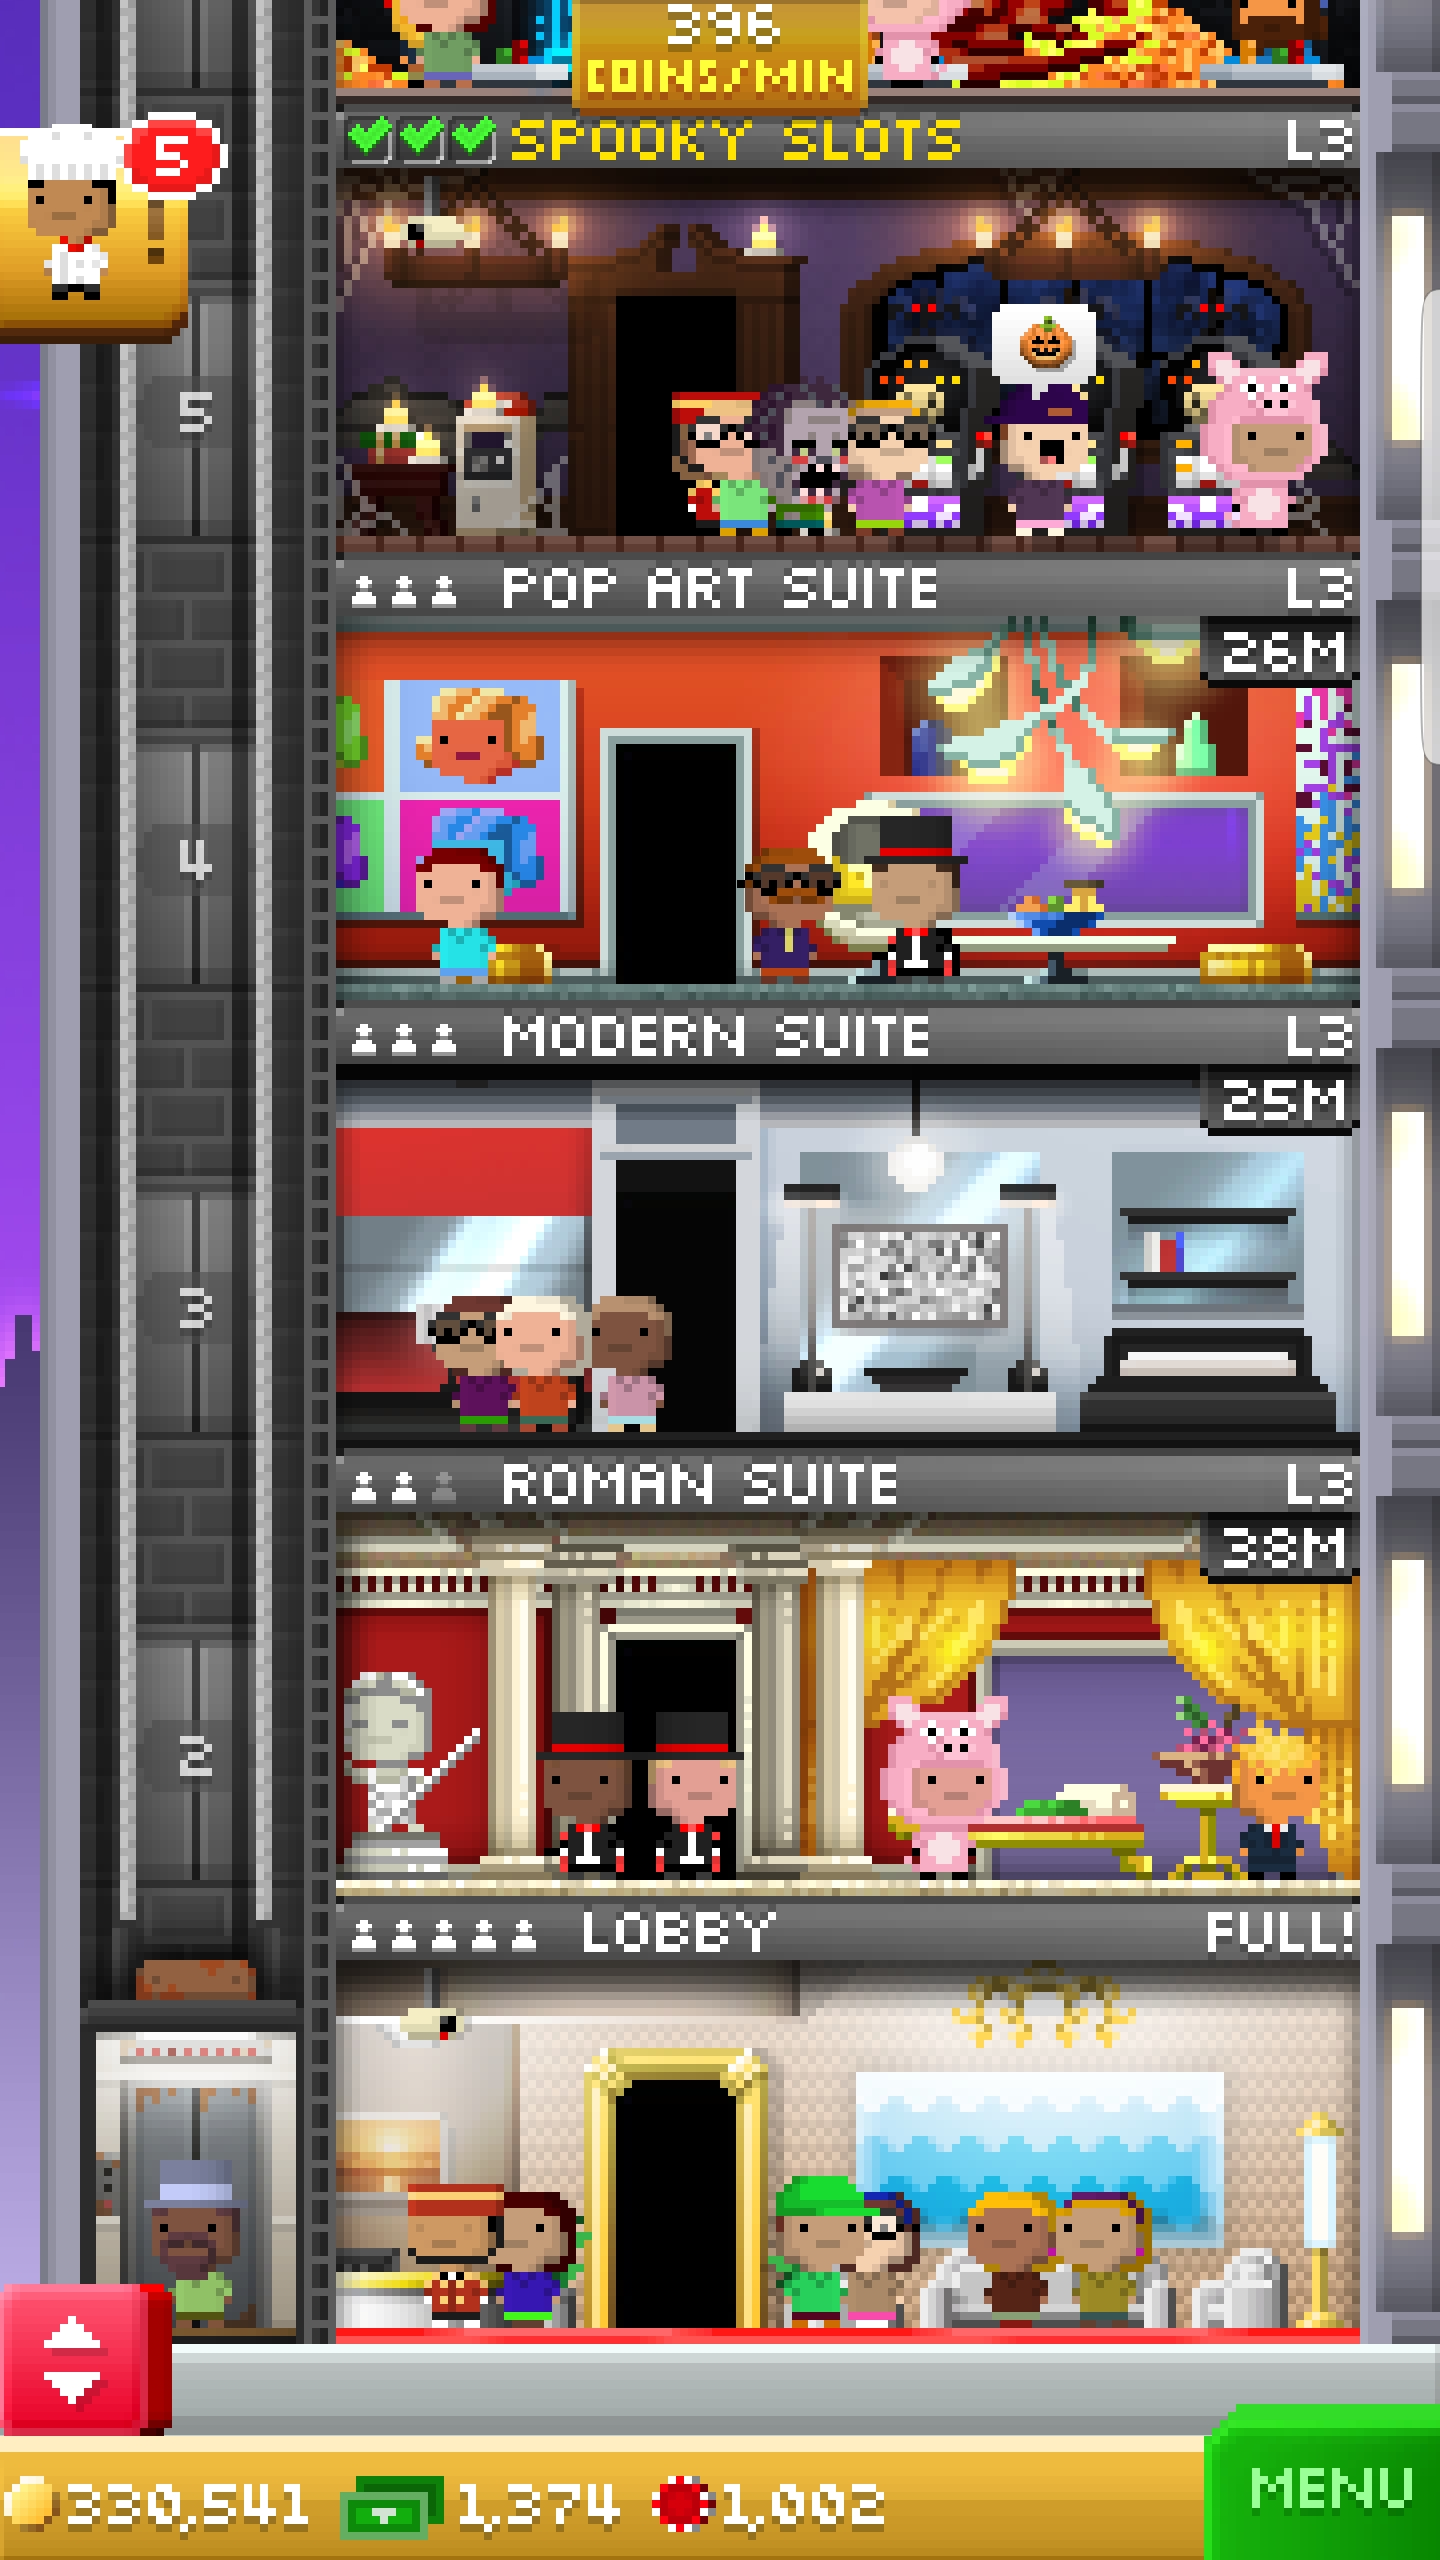 396
COINS/MIN
SPOOKY SLOTS L3
5
5
POP ART SUITE L3
26M
4
MODERN SUITE L3
25M
3
ROMAN SUITE L3
38M
2
LOBBY FULL!
MENU
330,541 1,374 1,002